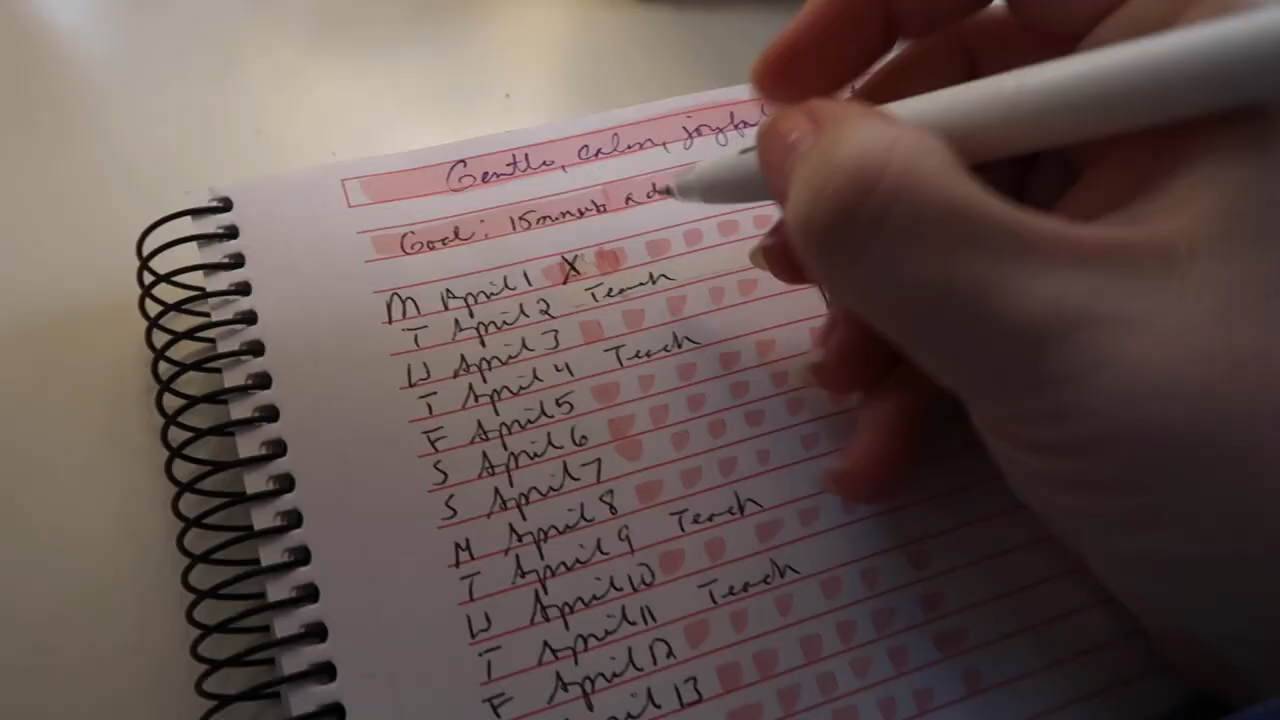 Gentle, calm, joyful
Goal: 15 minutes a
M April 1 X
T April 2 Teach
W April 3
T April 4 Teach
F April 5
S April 6
S April 7
M April 8
T April 9 Teach
W April 10
T April 11 Teach
F April 12
April 13